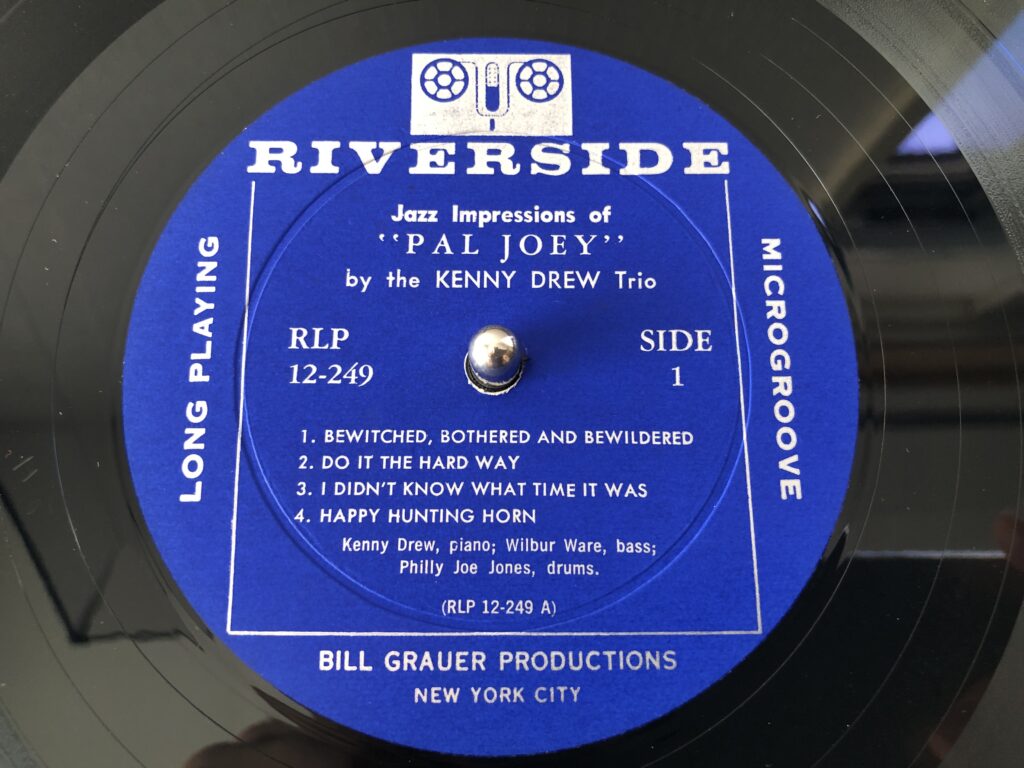 RIVERSIDE
Jazz Impressions of
"PAL JOEY"
by the KENNY DREW Trio
RLP
12-249
SIDE
1
LONG PLAYING
MICROGROOVE
1. BEWITCHED, BOTHERED AND BEWILDERED
2. DO IT THE HARD WAY
3. I DIDN'T KNOW WHAT TIME IT WAS
4. HAPPY HUNTING HORN
Kenny Drew, piano; Wilbur Ware, bass;
Philly Joe Jones, drums.
(RLP 12-249 A)
BILL GRAUER PRODUCTIONS
NEW YORK CITY